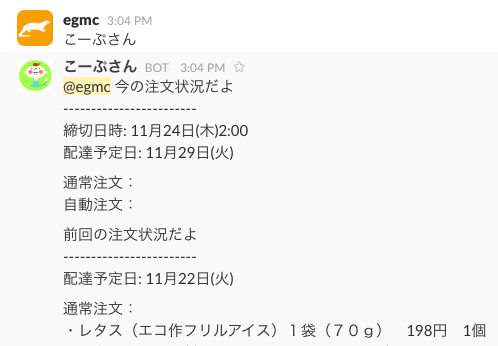 egmc 3:04 PM
こーぷさん
こーぷさん BOT 3:04 PM
@egmc 今の注文状況だよ
------------------------
締切日時: 11月24日(木)2:00
配達予定日: 11月29日(火)
通常注文：
自動注文：
前回の注文状況だよ
------------------------
配達予定日: 11月22日(火)
通常注文：
・レタス（エコ作フリルアイス）１袋（７０ｇ）　198円　1個